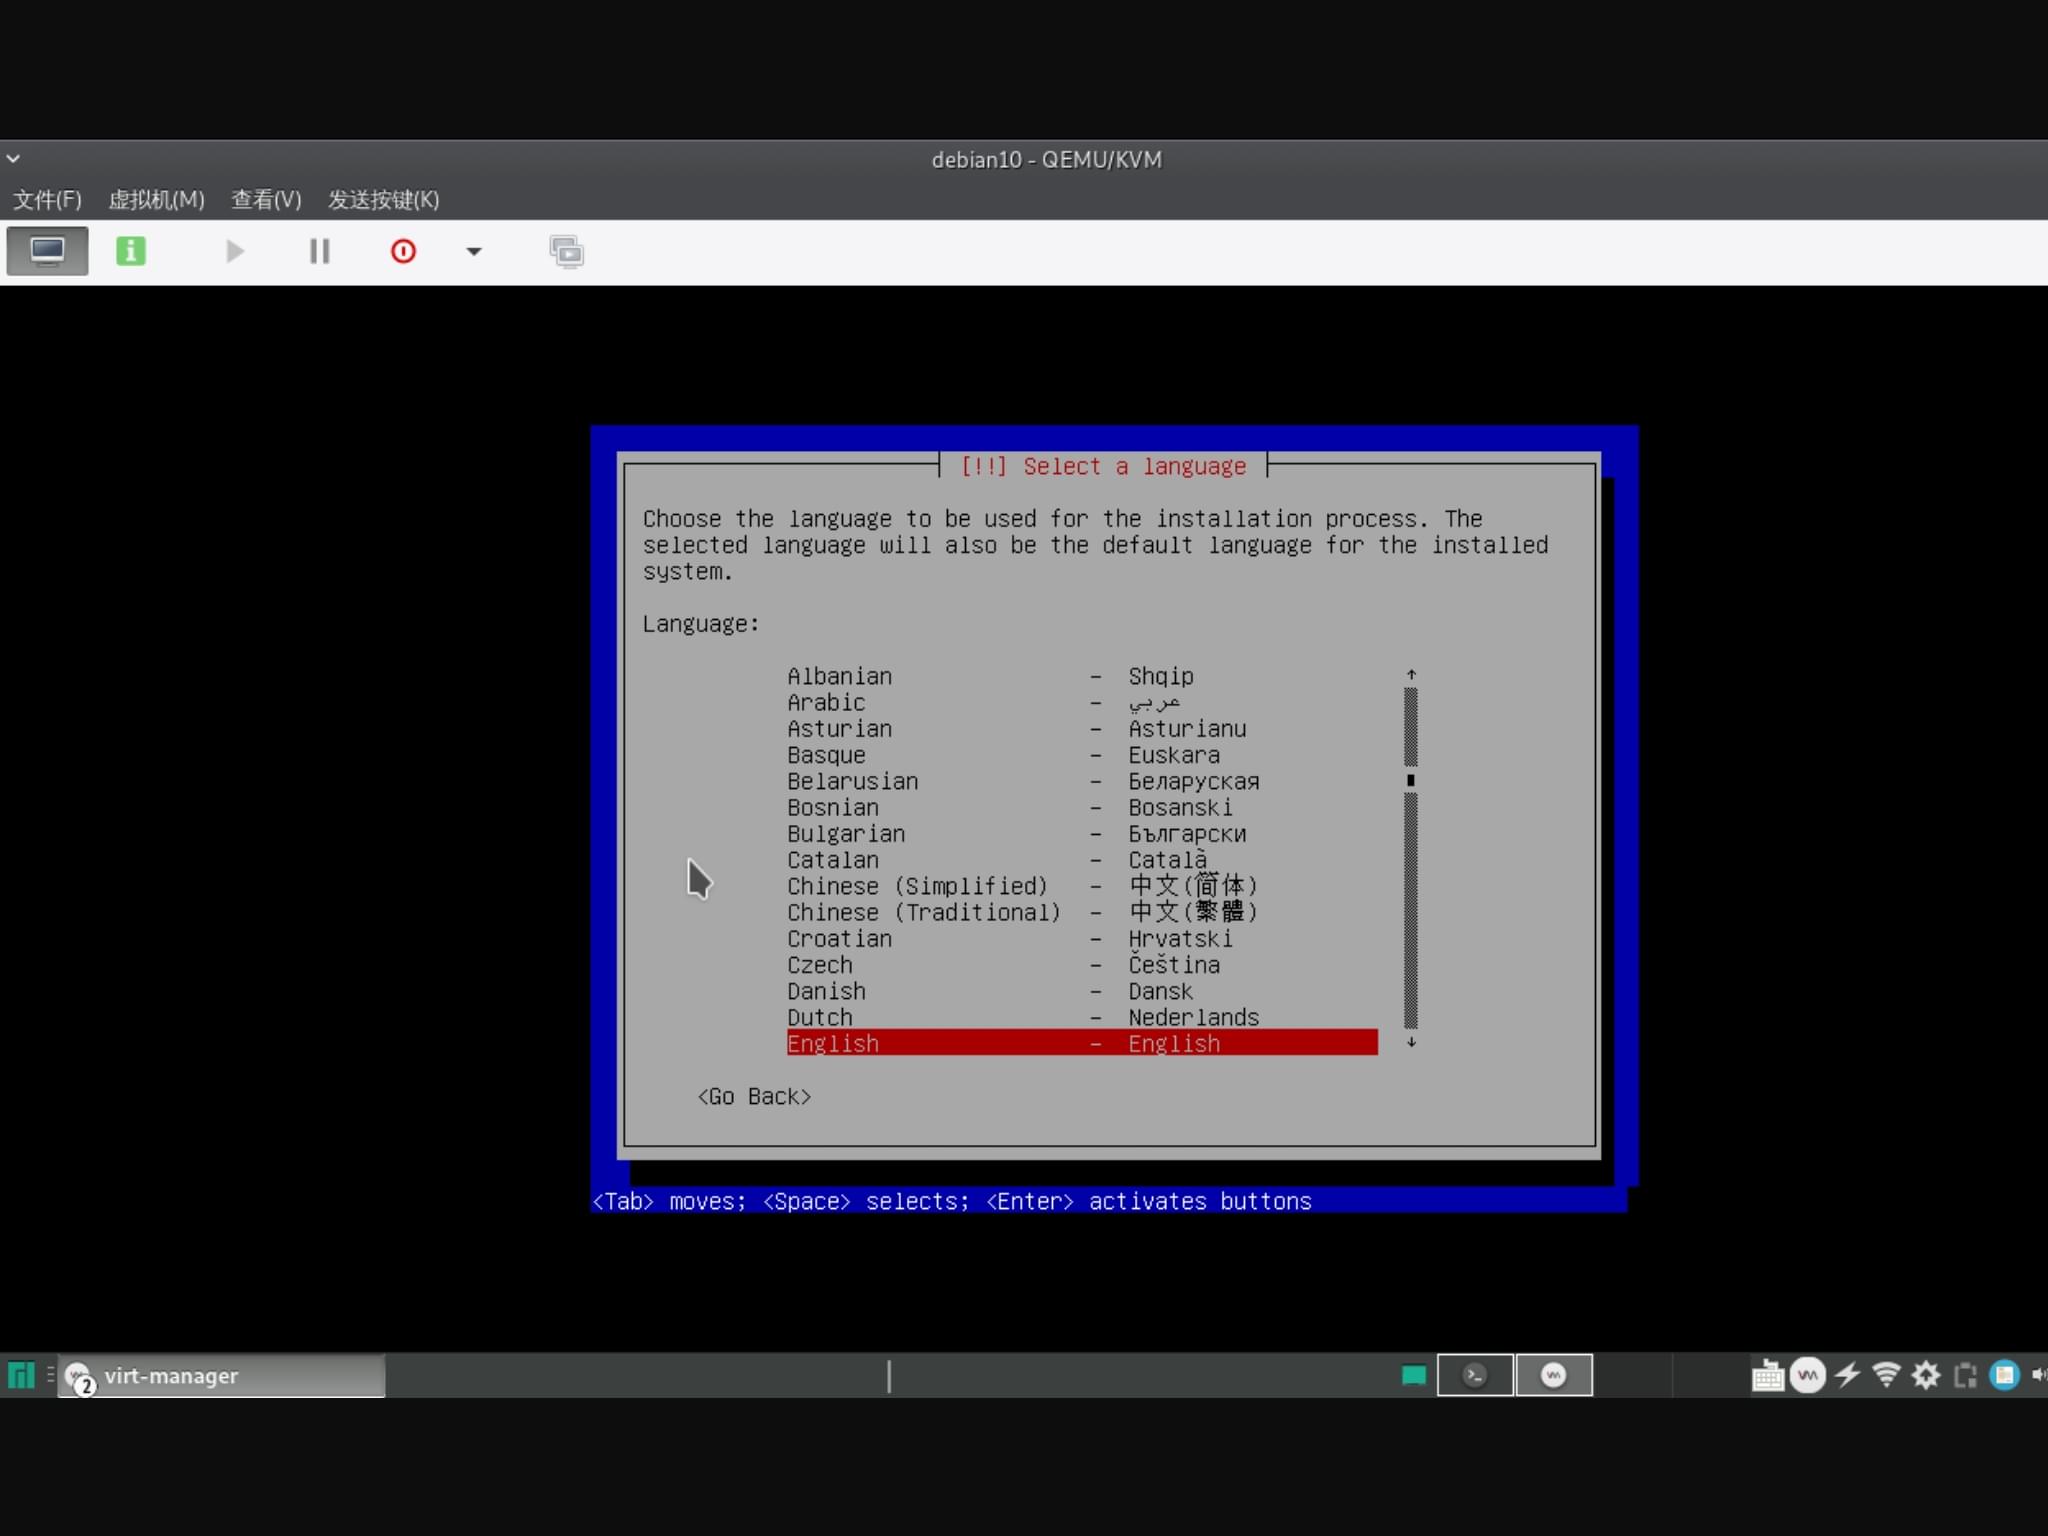 debian10 - QEMU/KVM
文件(F) 虚拟机(M) 查看(V) 发送按键(K)
[!!] Select a language
Choose the language to be used for the installation process. The
selected language will also be the default language for the installed
system.
Language:
Albanian - Shqip
Arabic - عربي
Asturian - Asturianu
Basque - Euskara
Belarusian - Беларуская
Bosnian - Bosanski
Bulgarian - Български
Catalan - Català
Chinese (Simplified) - 中文(简体)
Chinese (Traditional) - 中文(繁體)
Croatian - Hrvatski
Czech - Čeština
Danish - Dansk
Dutch - Nederlands
English - English
<Go Back>
<Tab> moves; <Space> selects; <Enter> activates buttons
2 virt-manager